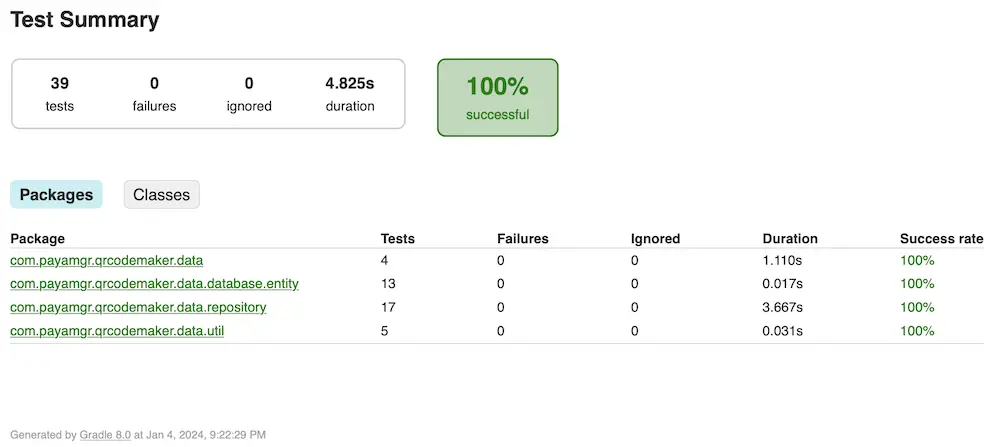 Test Summary
39 0 0 4.825s
tests failures ignored duration
100%
successful
Packages Classes
Package Tests Failures Ignored Duration Success rate
com.payamgr.qrcodemaker.data 4 0 0 1.110s 100%
com.payamgr.qrcodemaker.data.database.entity 13 0 0 0.017s 100%
com.payamgr.qrcodemaker.data.repository 17 0 0 3.667s 100%
com.payamgr.qrcodemaker.data.util 5 0 0 0.031s 100%
Generated by Gradle 8.0 at Jan 4, 2024, 9:22:29 PM